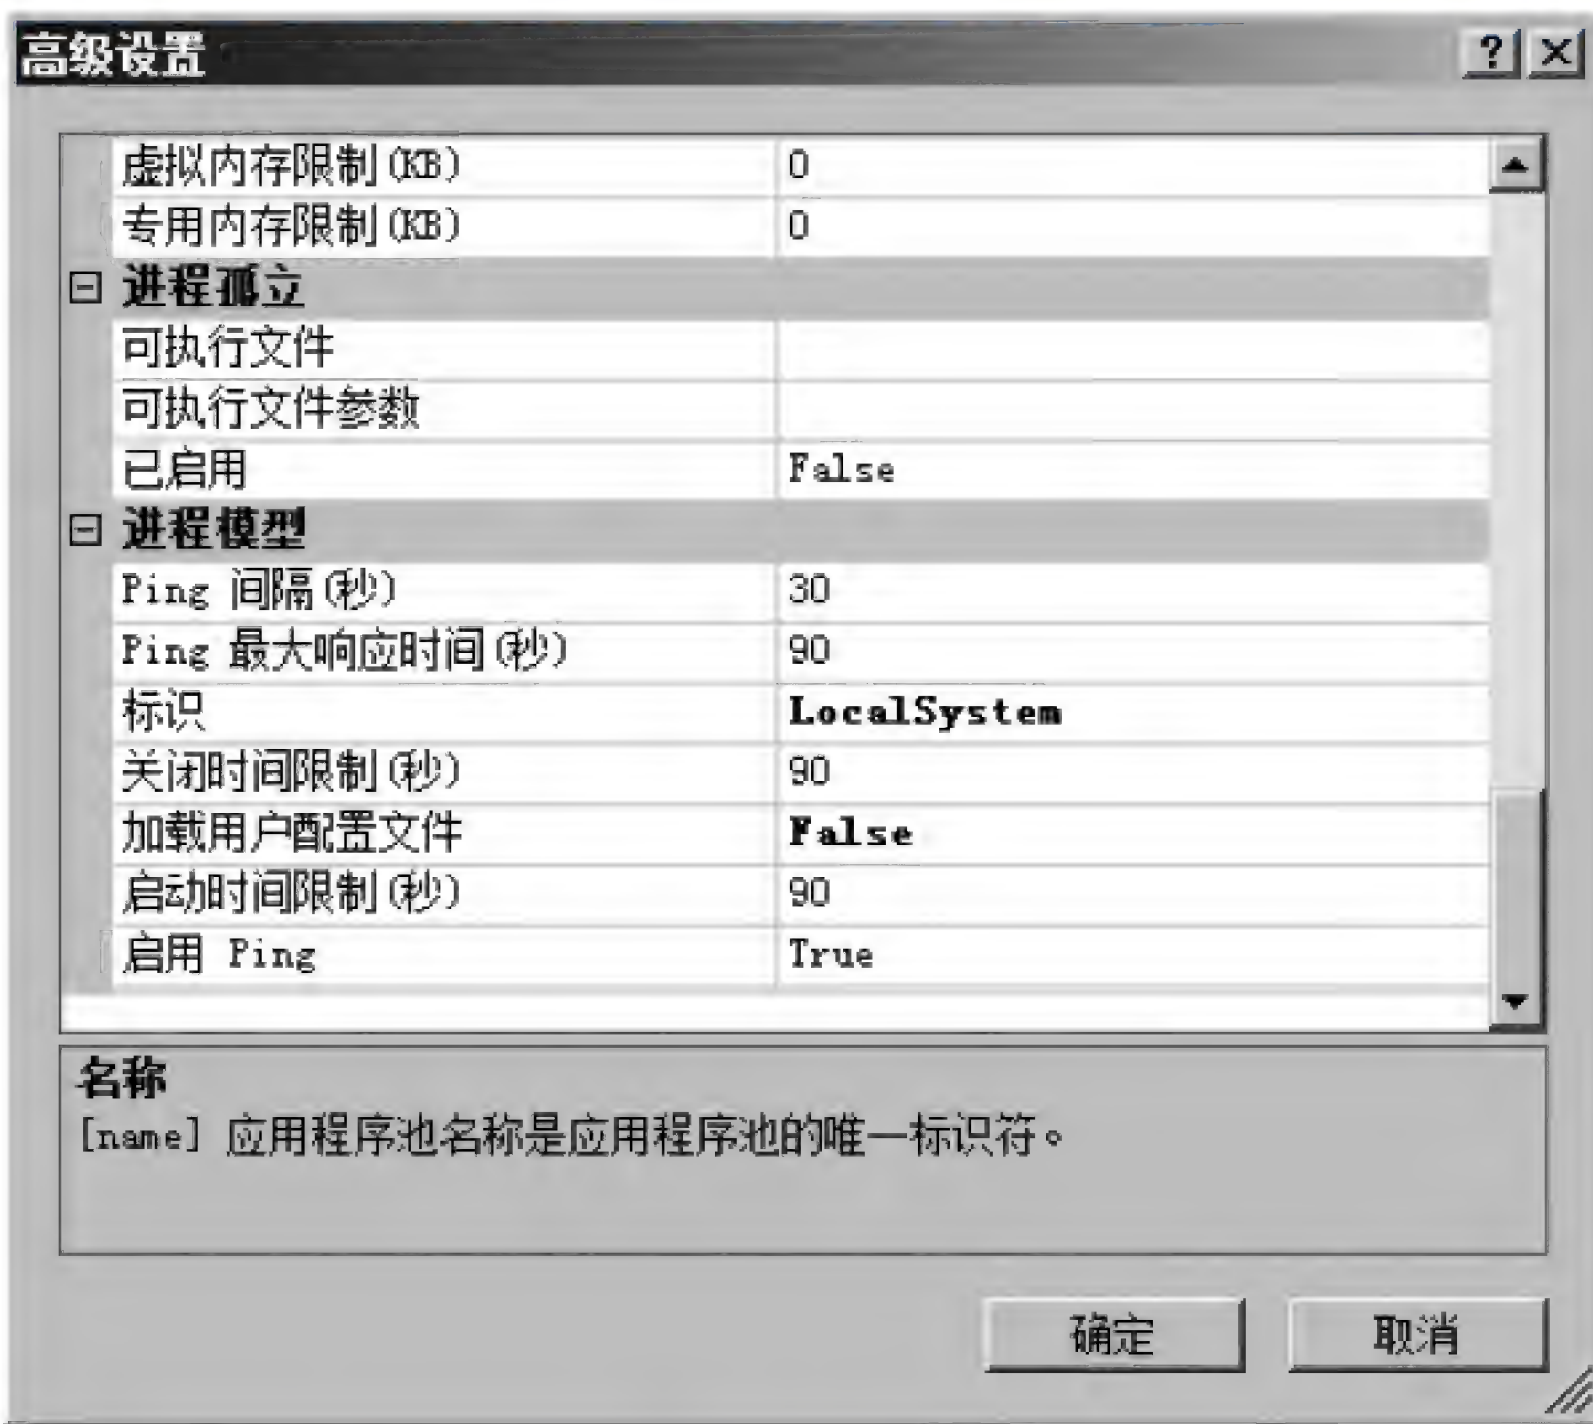 高级设置
虚拟内存限制(KB) 0
专用内存限制(KB) 0
进程孤立
可执行文件
可执行文件参数
已启用 False
进程模型
Ping 间隔(秒) 30
Ping 最大响应时间(秒) 90
标识 LocalSystem
关闭时间限制(秒) 90
加载用户配置文件 False
启动时间限制(秒) 90
启用 Ping True
名称
[name] 应用程序池名称是应用程序池的唯一标识符。
确定 取消